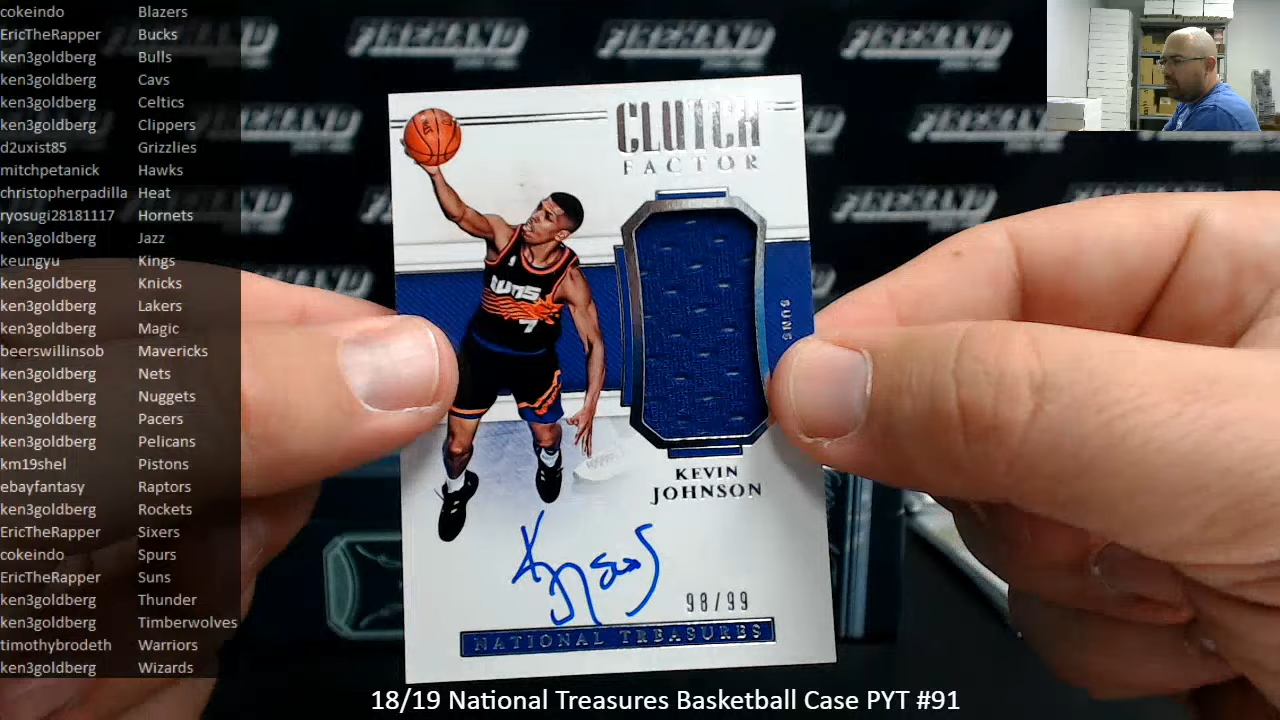 cokeindo Blazers
EricTheRapper Bucks
ken3goldberg Bulls
ken3goldberg Cavs
ken3goldberg Celtics
ken3goldberg Clippers
d2uxist85 Grizzlies
mitchpetanick Hawks
christopherpadilla Heat
ryosugi28181117 Hornets
ken3goldberg Jazz
keungyu Kings
ken3goldberg Knicks
ken3goldberg Lakers
ken3goldberg Magic
beerswillinsob Mavericks
ken3goldberg Nets
ken3goldberg Nuggets
ken3goldberg Pacers
ken3goldberg Pelicans
km19shel Pistons
ebayfantasy Raptors
ken3goldberg Rockets
EricTheRapper Sixers
cokeindo Spurs
EricTheRapper Suns
ken3goldberg Thunder
ken3goldberg Timberwolves
timothybrodeth Warriors
ken3goldberg Wizards
CLUTCH
FACTOR
SUNS
7
SUNS
KEVIN
JOHNSON
98/99
NATIONAL TREASURES
18/19 National Treasures Basketball Case PYT #91